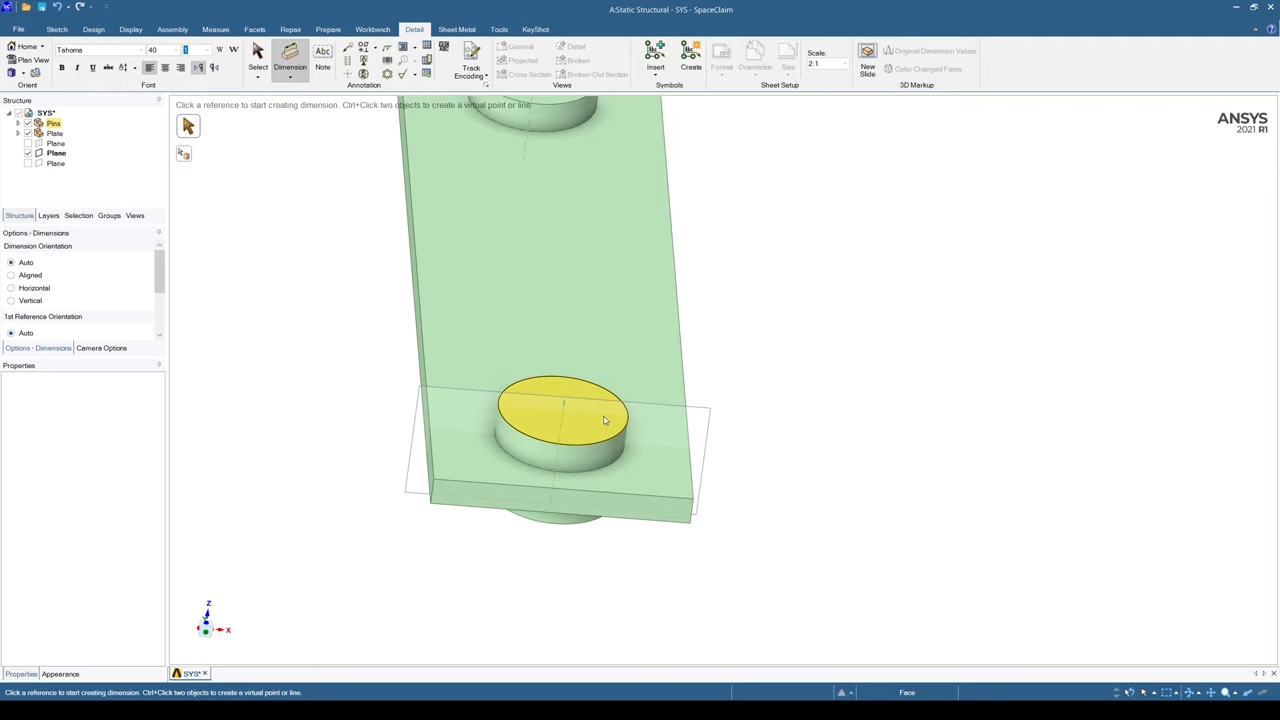 A:Static Structural - SYS - SpaceClaim
File Sketch Design Display Assembly Measure Facets Repair Prepare Workbench Detail Sheet Metal Tools KeyShot
Home
Plan View
Orient
Tahoma 40 1
B I U abc A
Font
Select
Dimension
Note
Annotation
Track Encoding
General
Projected
Cross Section
Detail
Broken
Broken-Out Section
Views
Insert
Create
Symbols
Format
Orientation
Size
Scale:
2:1
Sheet Setup
New Slide
Original Dimension Values
Color Changed Faces
3D Markup
Structure
SYS*
Pins
Plate
Plane
Plane
Plane
Structure Layers Selection Groups Views
Options - Dimensions
Dimension Orientation
Auto
Aligned
Horizontal
Vertical
1st Reference Orientation
Auto
Options - Dimensions Camera Options
Properties
Properties Appearance
Click a reference to start creating dimension. Ctrl+Click two objects to create a virtual point or line.
ANSYS
2021 R1
Z
X
SYS*
Click a reference to start creating dimension. Ctrl+Click two objects to create a virtual point or line.
Face